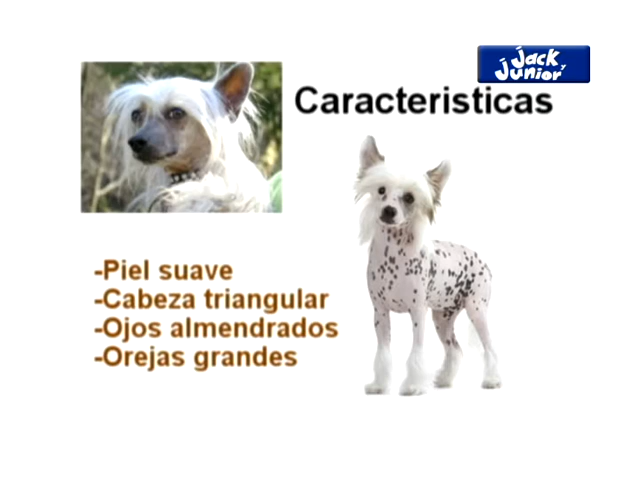 Jack y
Junior
Caracteristicas
-Piel suave
-Cabeza triangular
-Ojos almendrados
-Orejas grandes